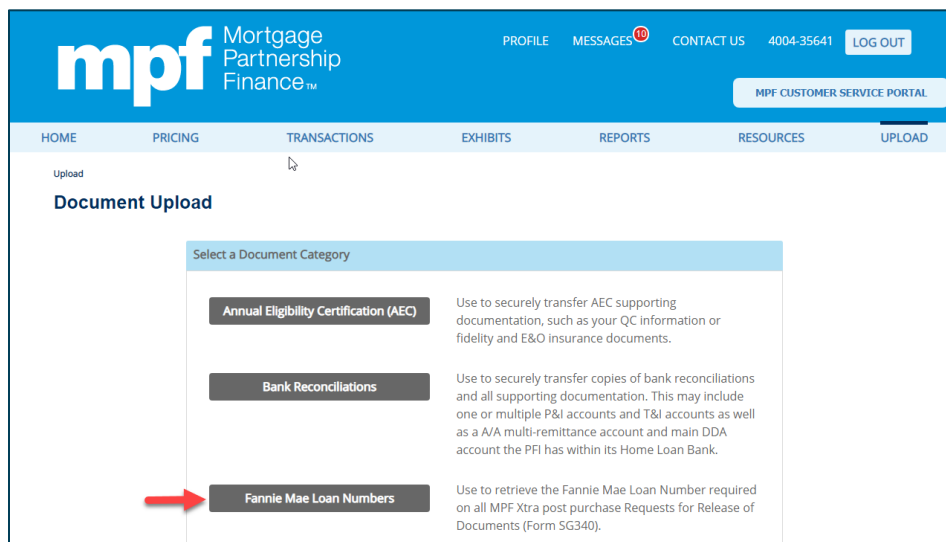 mpf Mortgage
Partnership
Finance™
PROFILE MESSAGES 10 CONTACT US 4004-35641 LOG OUT
MPF CUSTOMER SERVICE PORTAL
HOME PRICING TRANSACTIONS EXHIBITS REPORTS RESOURCES UPLOAD
Upload
Document Upload
Select a Document Category
Annual Eligibility Certification (AEC)
Use to securely transfer AEC supporting
documentation, such as your QC information or
fidelity and E&O insurance documents.
Bank Reconciliations
Use to securely transfer copies of bank reconciliations
and all supporting documentation. This may include
one or multiple P&I accounts and T&I accounts as well
as a A/A multi-remittance account and main DDA
account the PFI has within its Home Loan Bank.
Fannie Mae Loan Numbers
Use to retrieve the Fannie Mae Loan Number required
on all MPF Xtra post purchase Requests for Release of
Documents (Form SG340).